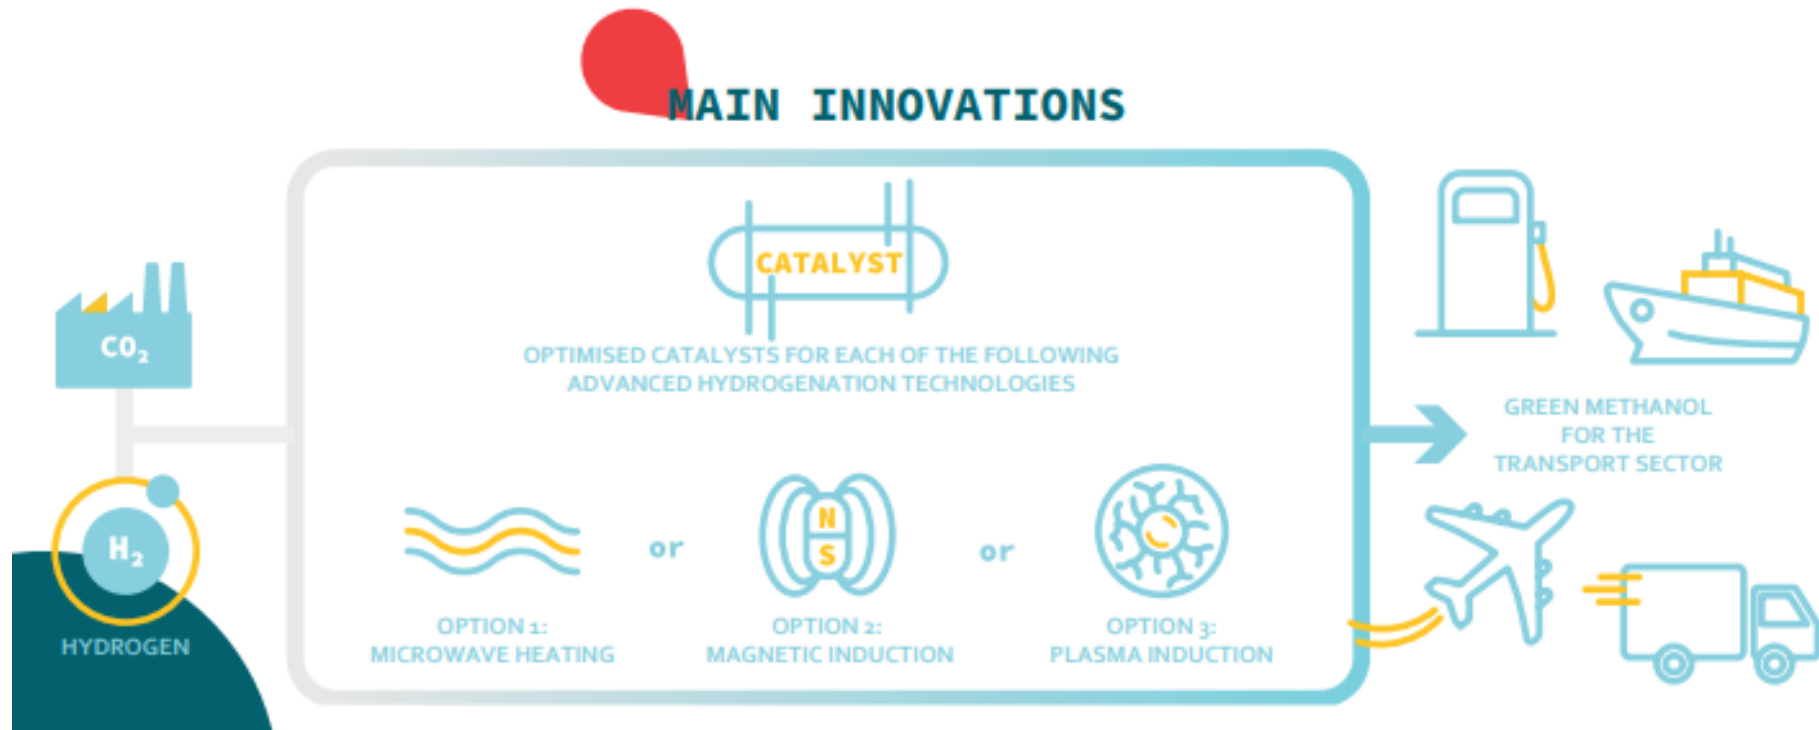 MAIN INNOVATIONS
CATALYST
OPTIMISED CATALYSTS FOR EACH OF THE FOLLOWING
ADVANCED HYDROGENATION TECHNOLOGIES
CO₂
H₂
HYDROGEN
N
S
or
or
OPTION 1:
MICROWAVE HEATING
OPTION 2:
MAGNETIC INDUCTION
OPTION 3:
PLASMA INDUCTION
GREEN METHANOL
FOR THE
TRANSPORT SECTOR